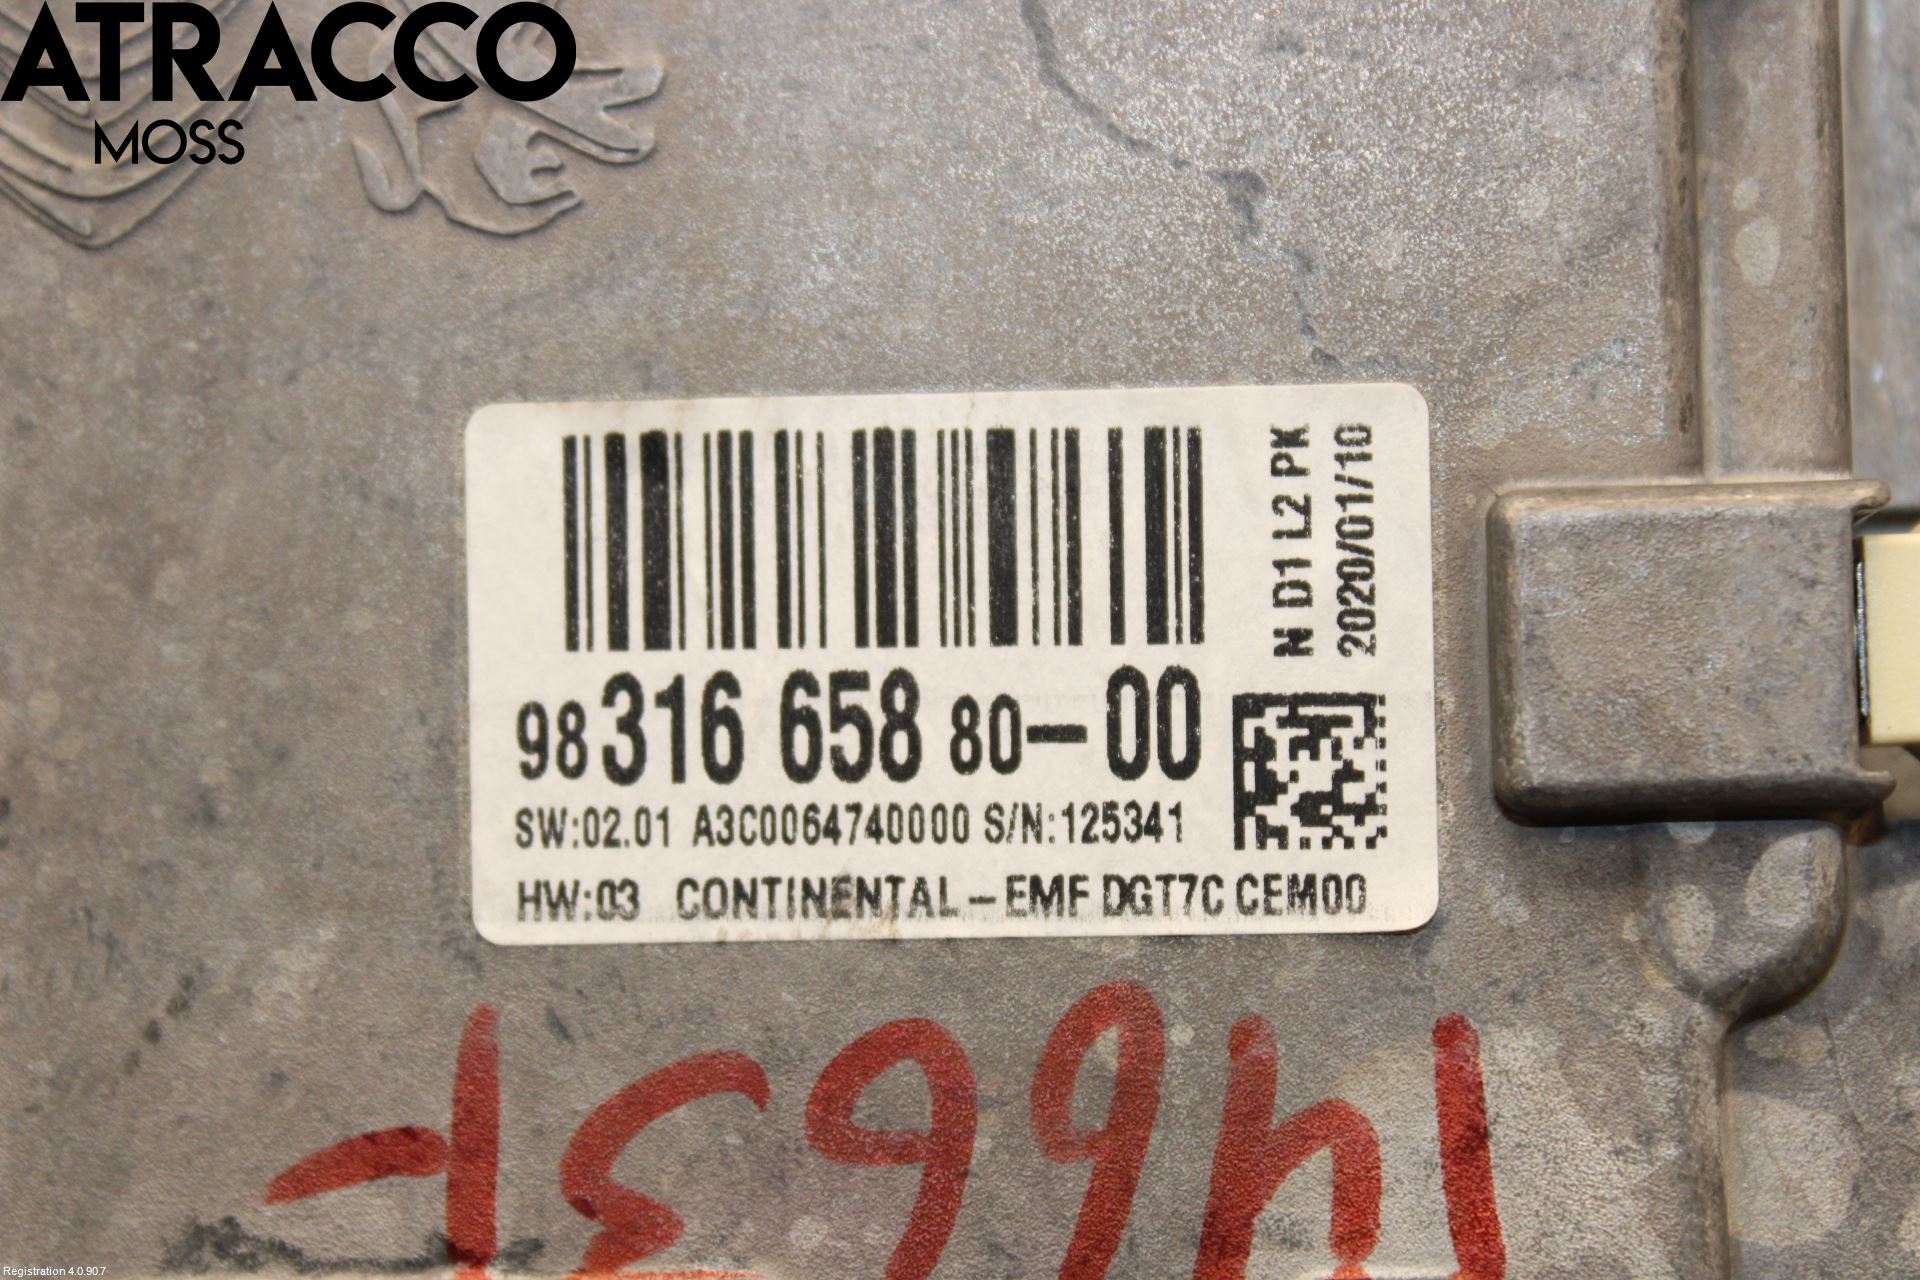 ATRACCO
MOSS
N D1 L2 PK
2020/01/10
98 316 658 80-00
SW:02.01 A3C0064740000 S/N:125341
HW:03 CONTINENTAL-EMF DGT7C CEM00
Registration 4.0.90.7